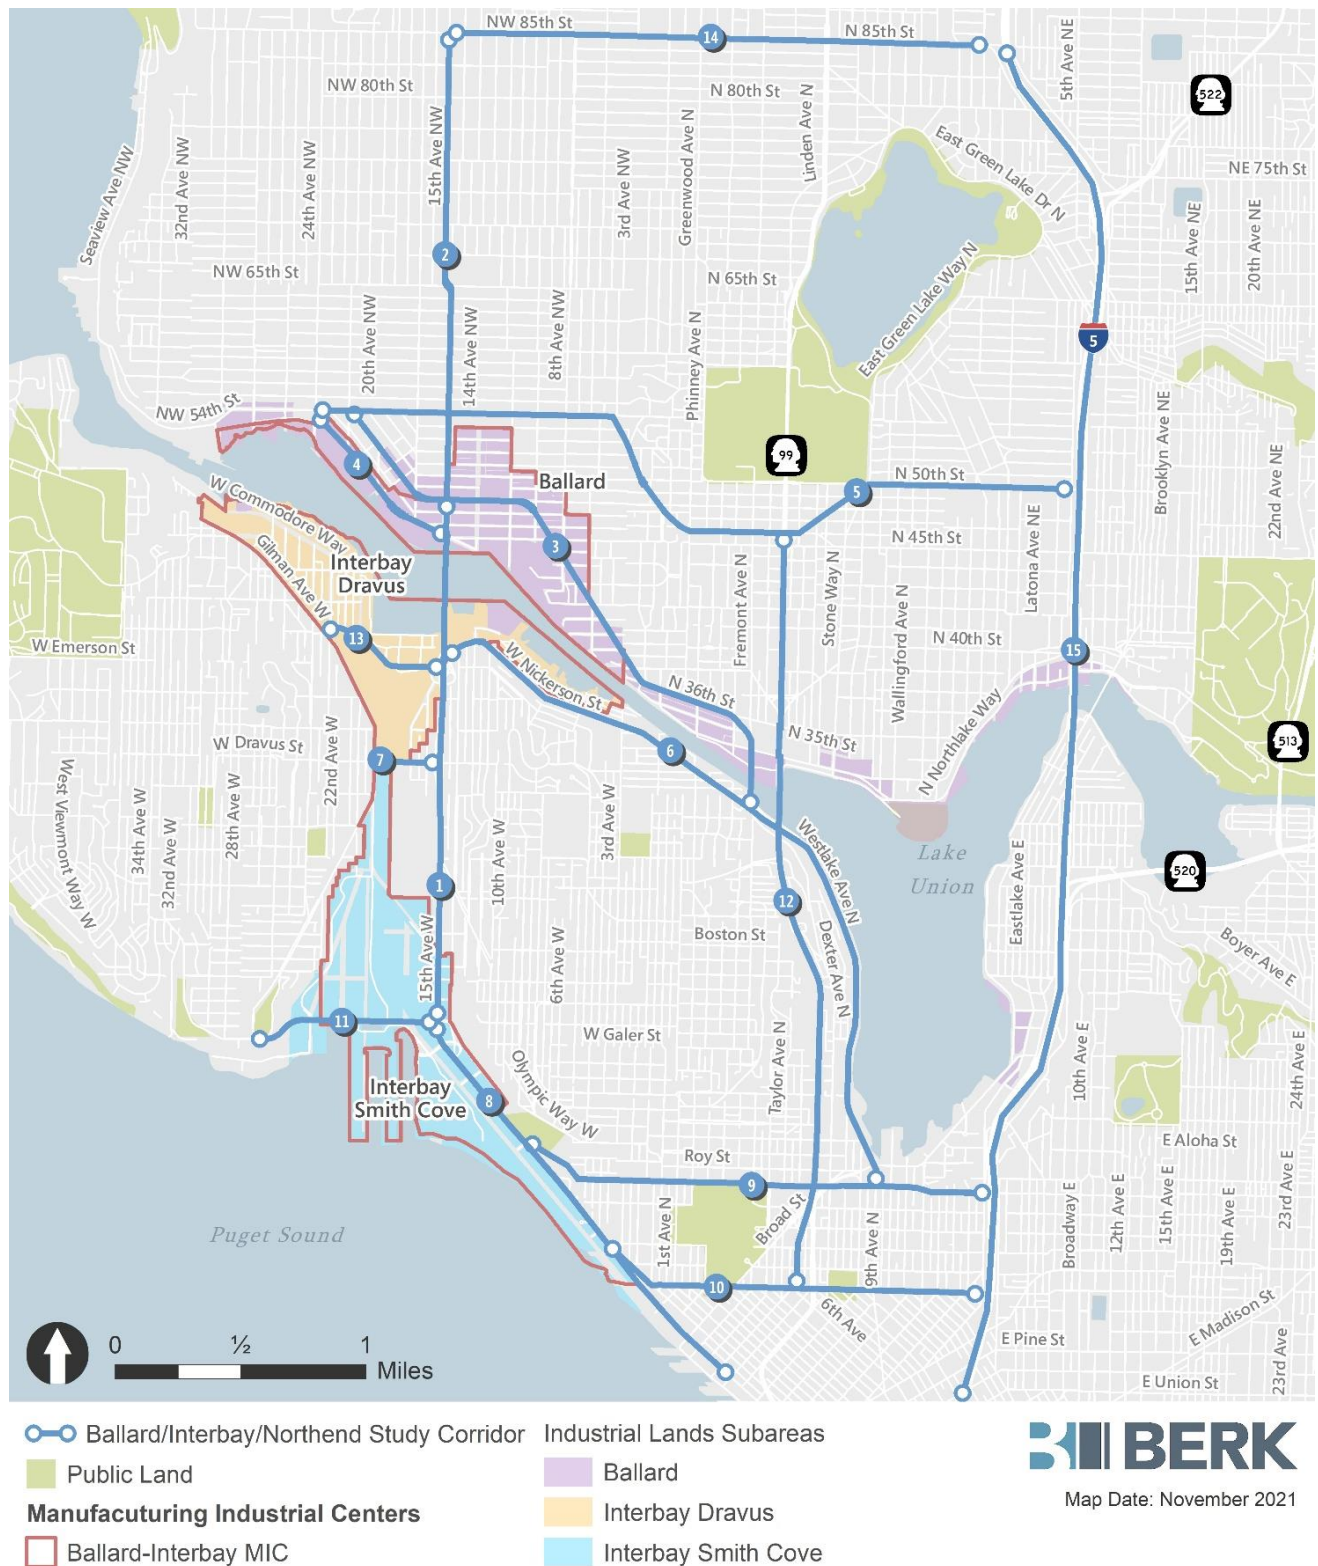 NW 85th St
14
N 85th St
5th Ave NE
NW 80th St
N 80th St
522
Linden Ave N
East Green Lake Dr N
NE 75th St
Seaview Ave NW
32nd Ave NW
24th Ave NW
15th Ave NW
3rd Ave NW
Greenwood Ave N
15th Ave NE
20th Ave NE
2
NW 65th St
N 65th St
East Green Lake Way N
20th Ave NW
14th Ave NW
8th Ave NW
Phinney Ave N
5
NW 54th St
Brooklyn Ave NE
22nd Ave NE
4
99
Ballard
N 50th St
5
W Commodore Way
Gilman Ave W
Interbay
Dravus
3
N 45th St
Latona Ave NE
Fremont Ave N
Stone Way N
Wallingford Ave N
W Emerson St
13
N 40th St
15
W Nickerson St
N 36th St
N 35th St
N Northlake Way
513
W Dravus St
22nd Ave W
7
6
West Viewmont Way W
34th Ave W
32nd Ave W
28th Ave W
10th Ave W
3rd Ave W
Westlake Ave N
Lake
Union
520
1
12
Eastlake Ave E
15th Ave W
6th Ave W
Boston St
Dexter Ave N
Boyer Ave E
11
W Galer St
Interbay
Smith Cove
8
Olympic Way W
Taylor Ave N
10th Ave E
24th Ave E
Roy St
E Aloha St
9
Puget Sound
1st Ave N
Broad St
9th Ave N
Broadway E
12th Ave E
15th Ave E
19th Ave E
23rd Ave E
10
6th Ave
E Pine St
E Madison St
E Union St
23rd Ave
0 ½ 1
Miles
Ballard/Interbay/Northend Study Corridor
Public Land
Manufacuturing Industrial Centers
Ballard-Interbay MIC
Industrial Lands Subareas
Ballard
Interbay Dravus
Interbay Smith Cove
BERK
Map Date: November 2021